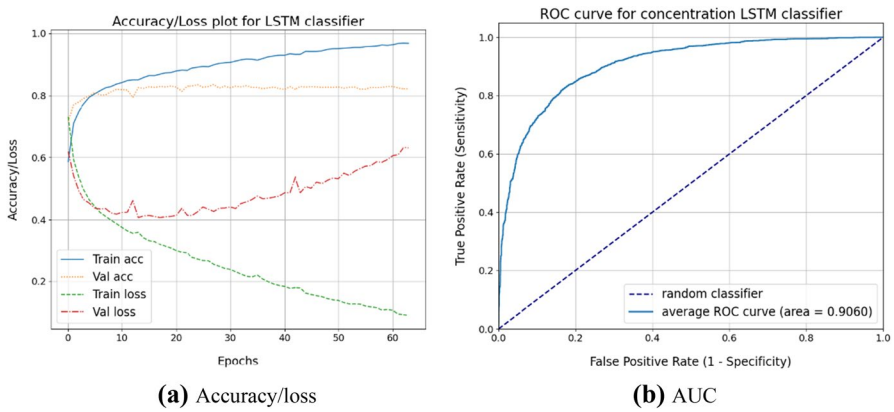 Accuracy/Loss plot for LSTM classifier
1.0
0.8
0.6
0.4
0.2
Accuracy/Loss
Train acc
Val acc
Train loss
Val loss
0 10 20 30 40 50 60
Epochs
(a) Accuracy/loss
ROC curve for concentration LSTM classifier
1.0
0.8
0.6
0.4
0.2
0.0
True Positive Rate (Sensitivity)
random classifier
average ROC curve (area = 0.9060)
0.0 0.2 0.4 0.6 0.8 1.0
False Positive Rate (1 - Specificity)
(b) AUC